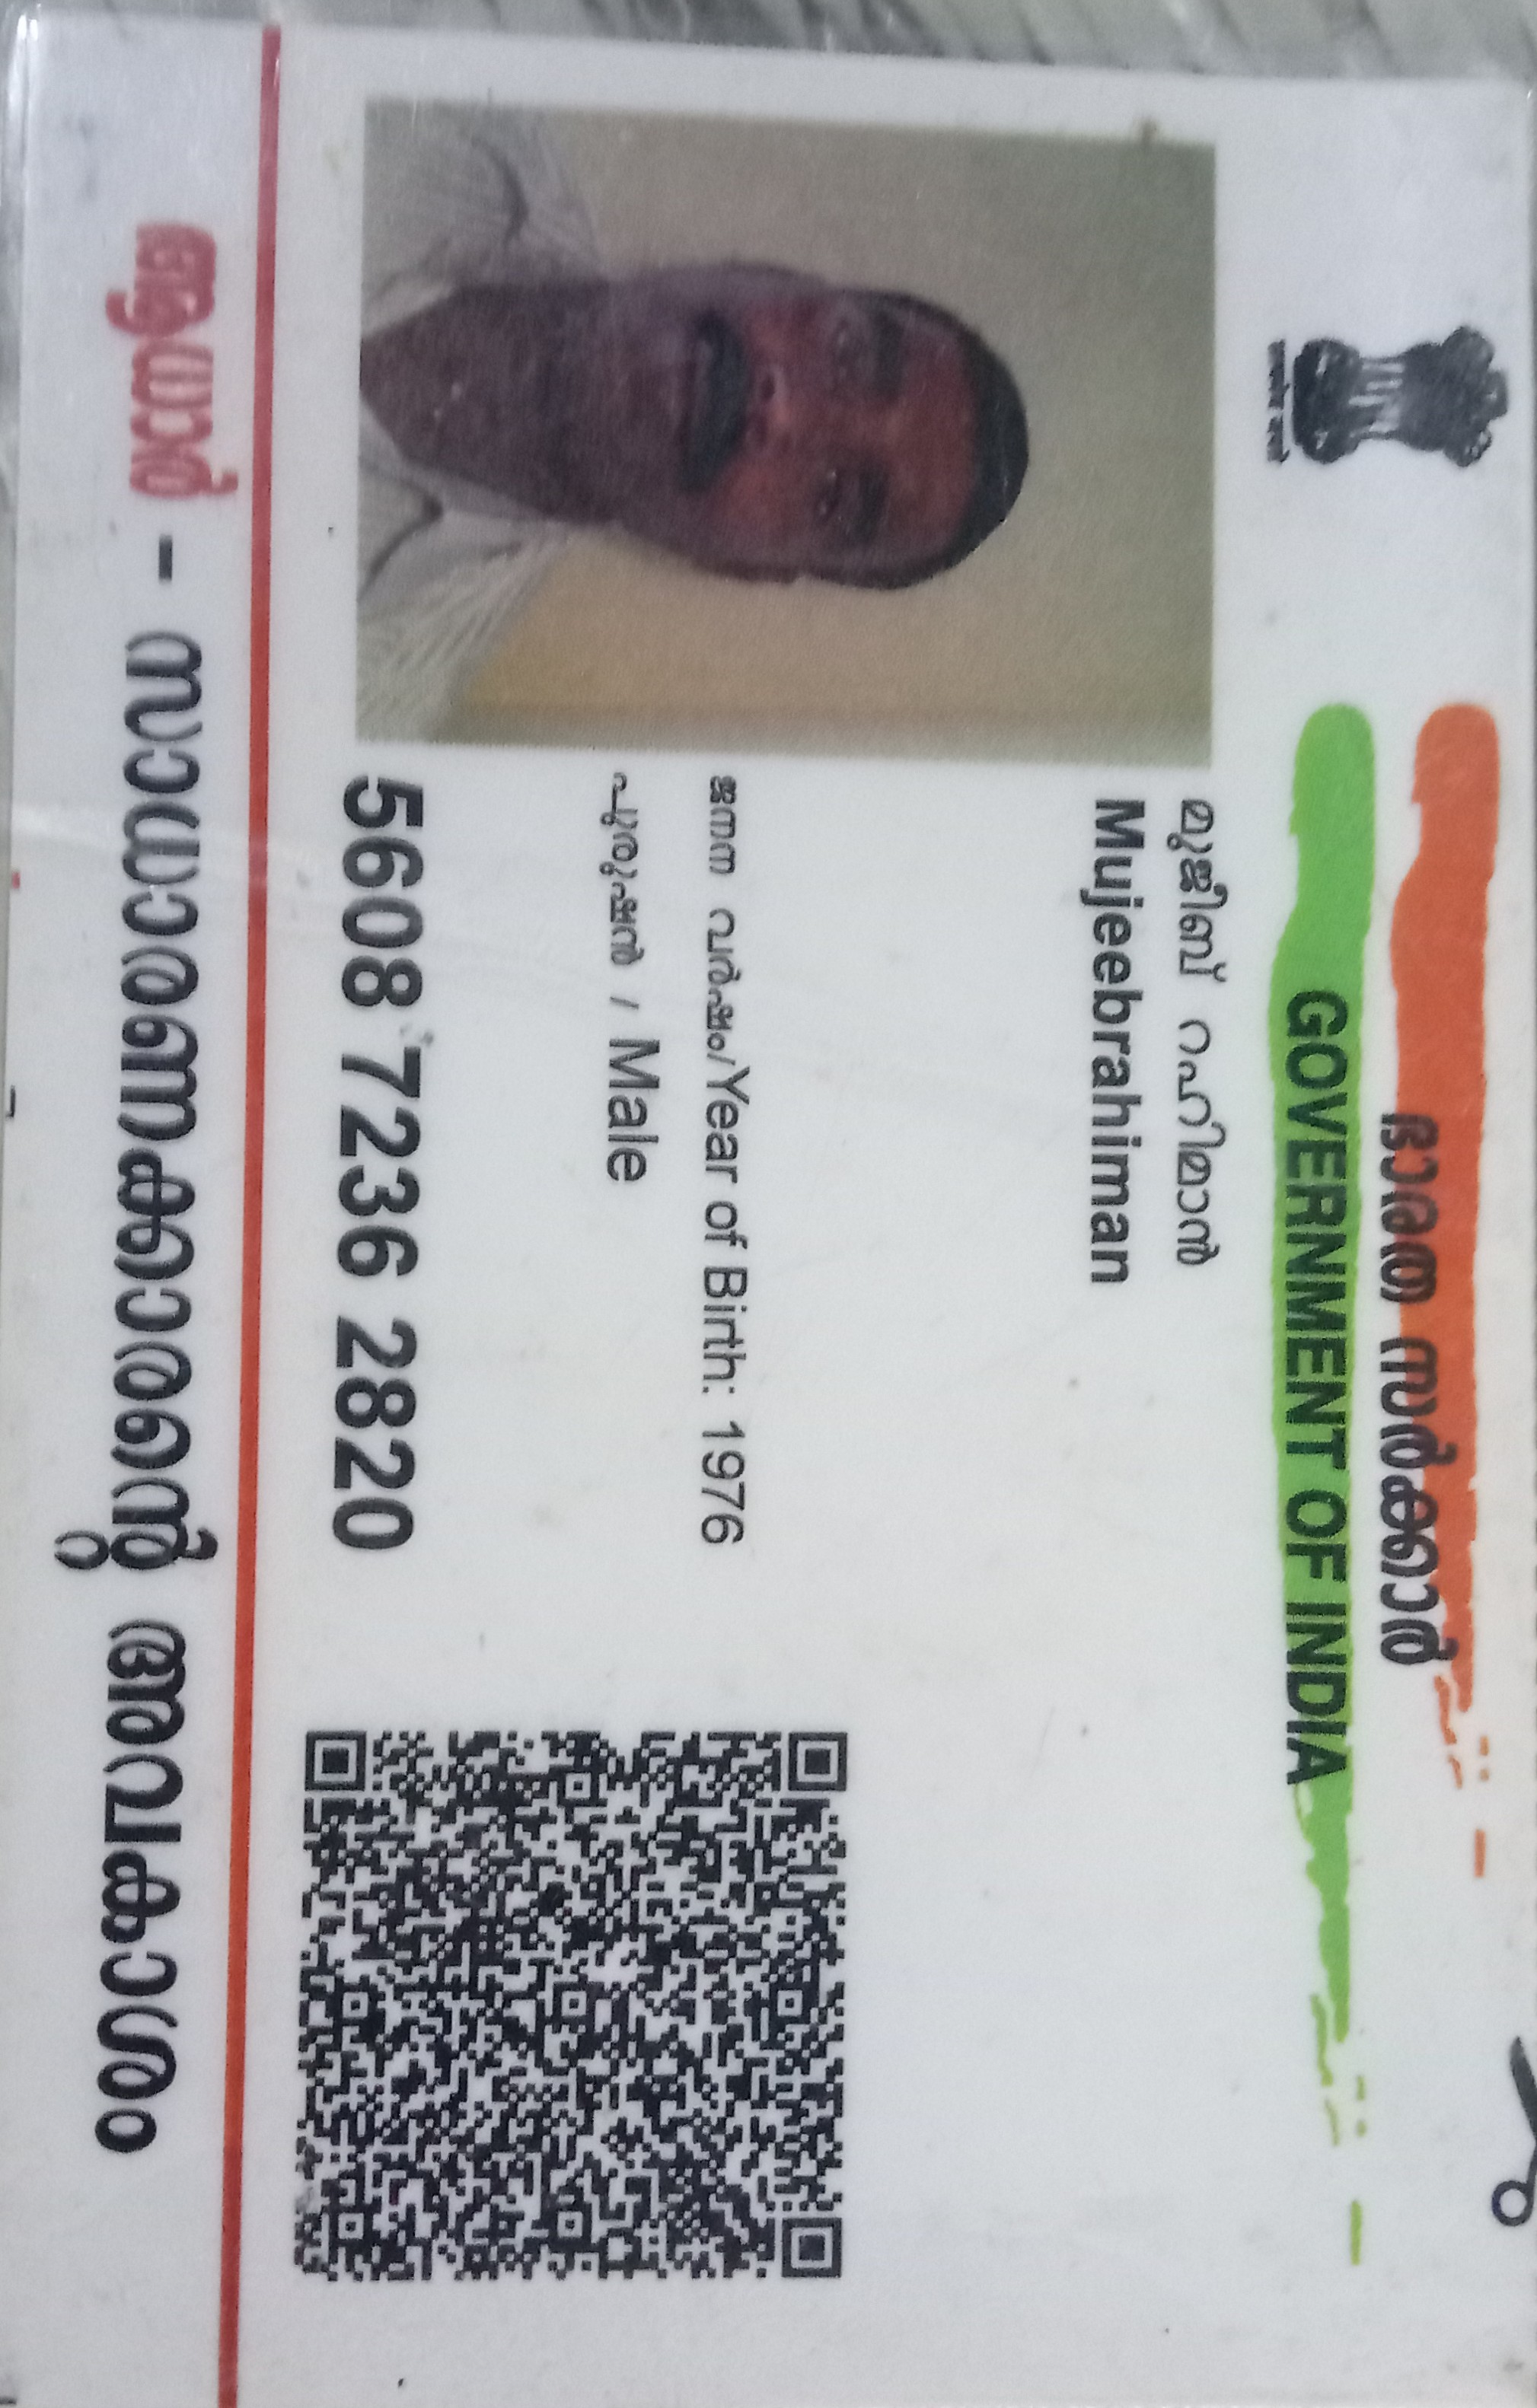 ഭാരത സർക്കാർ
GOVERNMENT OF INDIA
മുജീബ് റഹിമാൻ
Mujeebrahiman
ജനന വർഷം/Year of Birth: 1976
പുരുഷൻ / Male
5608 7236 2820
ആധാർ - സാധാരണക്കാരന്റെ അവകാശം